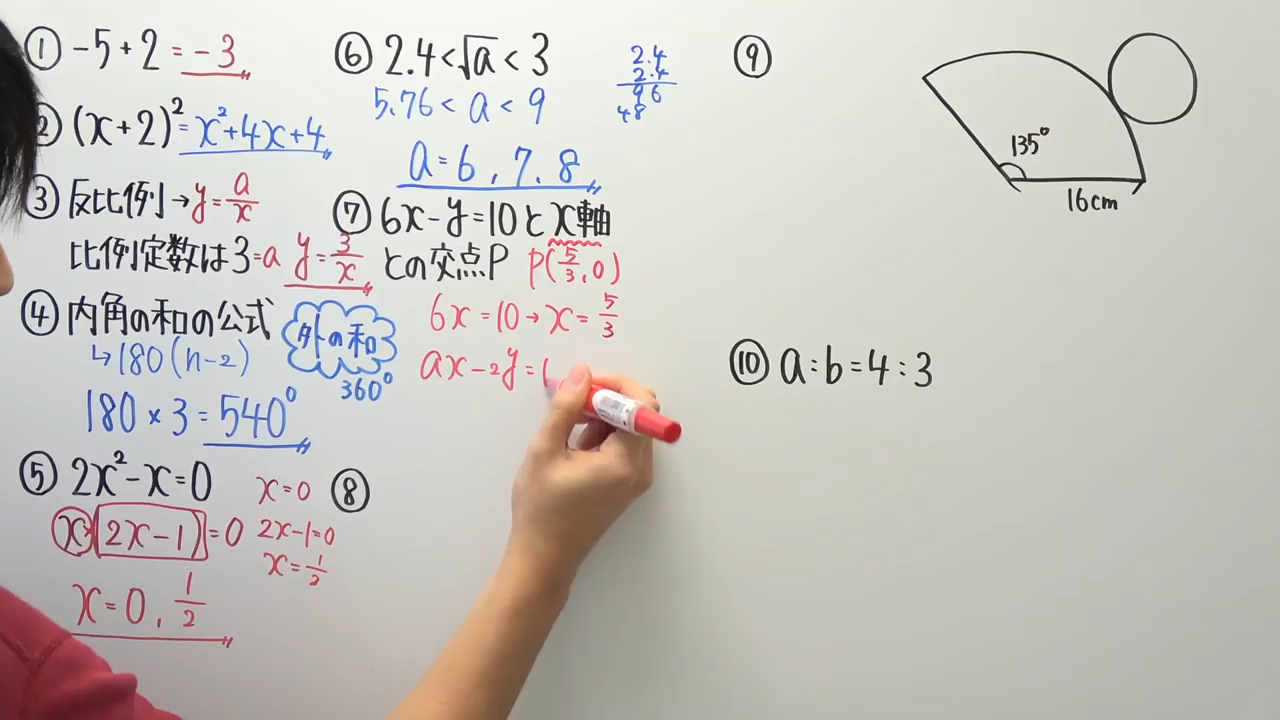 ① -5+2=-3
② (x+2)²=x²+4x+4
③ 反比例→y=a/x
比例定数は3=a y=3/x
④ 内角の和の公式
↳180(n-2)
外の和
360°
180×3=540°
⑤ 2x²-x=0
x(2x-1)=0
x=0
2x-1=0
x=1/2
x=0, 1/2
⑥ 2.4<√a<3
5.76<a<9
a=6, 7, 8
2.4
2.4
96
48
⑦ 6x-y=10とx軸
との交点P P(5/3,0)
6x=10→x=5/3
ax-2y=
⑧
⑨
135°
16cm
⑩ a:b=4:3